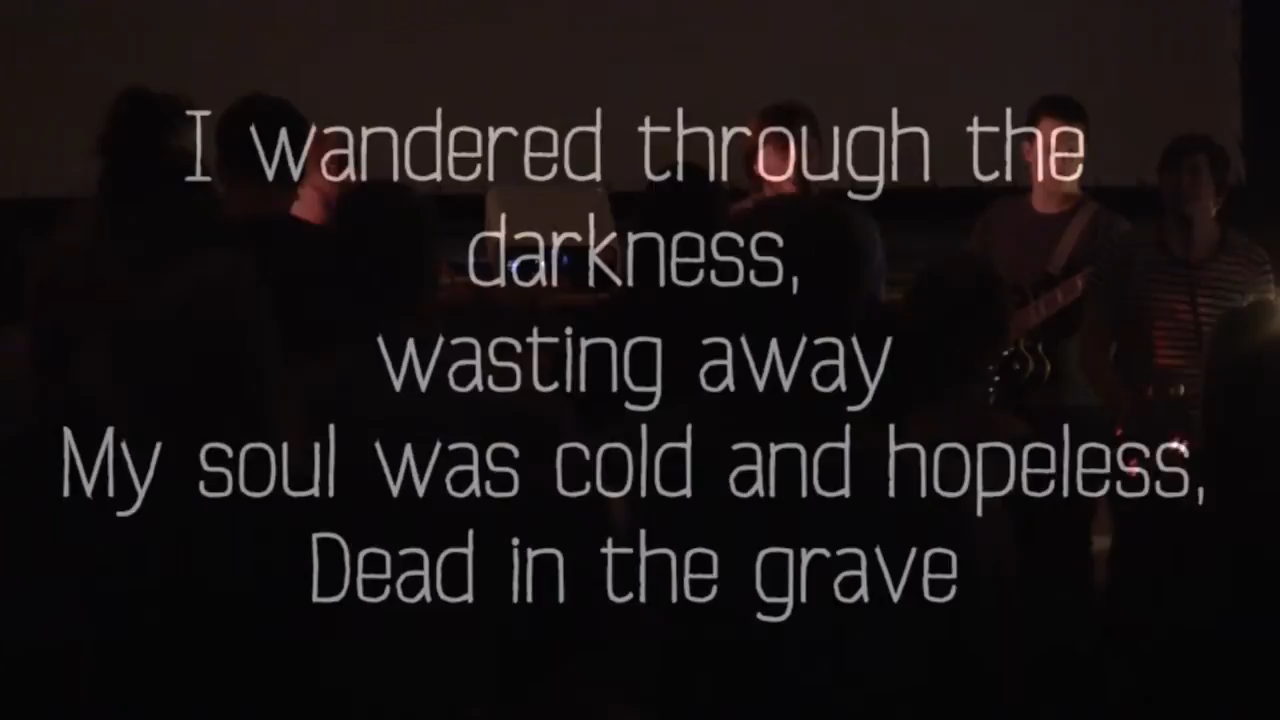 I wandered through the
darkness,
wasting away
My soul was cold and hopeless,
Dead in the grave